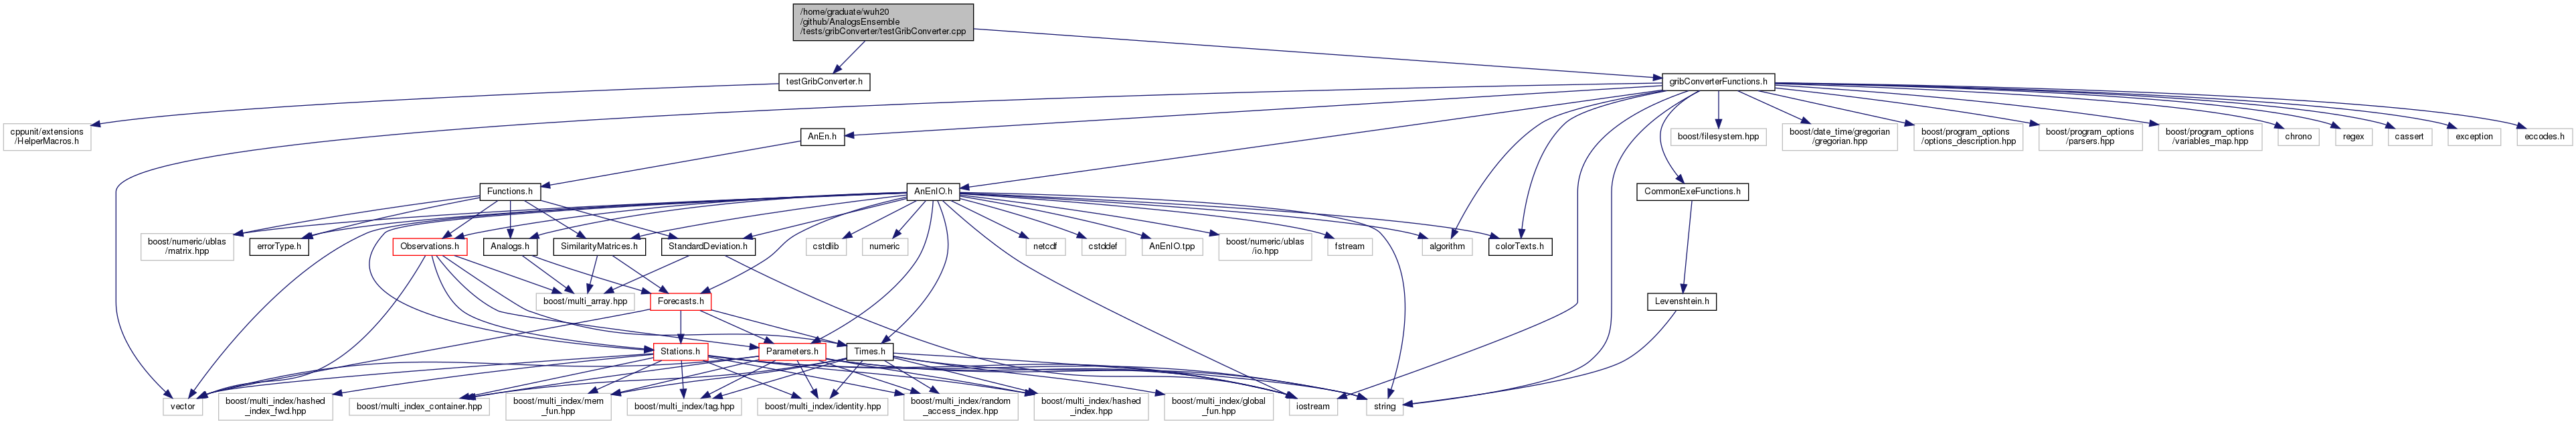 /home/graduate/wuh20
/github/AnalogsEnsemble
/tests/gribConverter/testGribConverter.cpp
testGribConverter.h
gribConverterFunctions.h
cppunit/extensions
/HelperMacros.h
AnEn.h
boost/filesystem.hpp
boost/date_time/gregorian
/gregorian.hpp
boost/program_options
/options_description.hpp
boost/program_options
/parsers.hpp
boost/program_options
/variables_map.hpp
chrono
regex
cassert
exception
eccodes.h
Functions.h
AnEnIO.h
CommonExeFunctions.h
boost/numeric/ublas
/matrix.hpp
errorType.h
Observations.h
Analogs.h
SimilarityMatrices.h
StandardDeviation.h
cstdlib
numeric
netcdf
cstddef
AnEnIO.tpp
boost/numeric/ublas
/io.hpp
fstream
algorithm
colorTexts.h
boost/multi_array.hpp
Forecasts.h
Levenshtein.h
Stations.h
Parameters.h
Times.h
vector
boost/multi_index/hashed
_index_fwd.hpp
boost/multi_index_container.hpp
boost/multi_index/mem
_fun.hpp
boost/multi_index/tag.hpp
boost/multi_index/identity.hpp
boost/multi_index/random
_access_index.hpp
boost/multi_index/hashed
_index.hpp
boost/multi_index/global
_fun.hpp
iostream
string